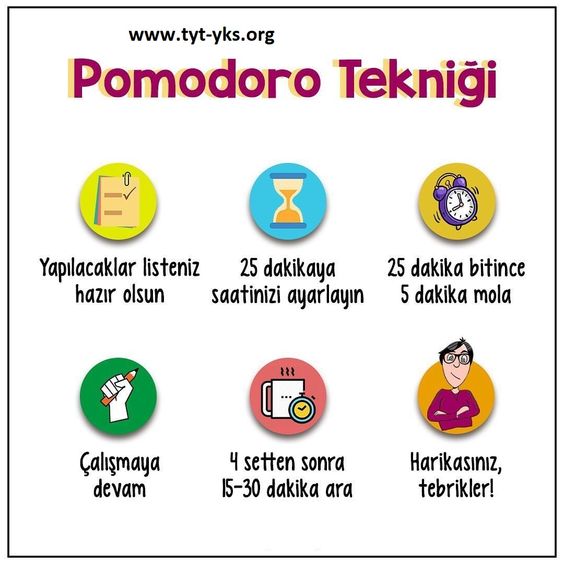 www.tyt-yks.org
Pomodoro Tekniği
Yapılacaklar listeniz
hazır olsun
25 dakikaya
saatinizi ayarlayın
25 dakika bitince
5 dakika mola
Çalışmaya
devam
4 setten sonra
15-30 dakika ara
Harikasınız,
tebrikler!